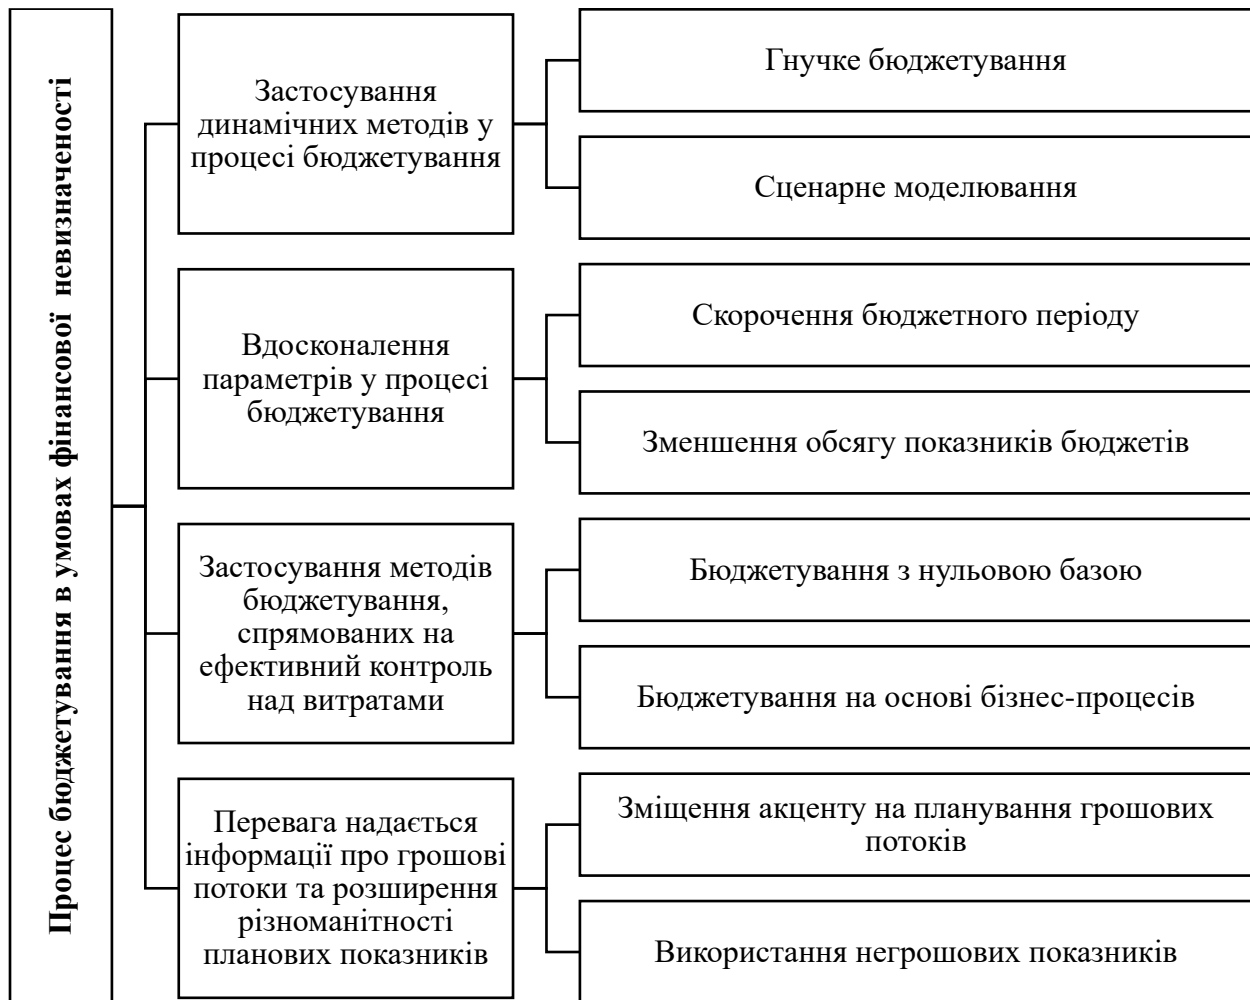 Процес бюджетування в умовах фінансової невизначеності
Застосування
динамічних методів у
процесі бюджетування
Гнучке бюджетування
Сценарне моделювання
Вдосконалення
параметрів у процесі
бюджетування
Скорочення бюджетного періоду
Зменшення обсягу показників бюджетів
Застосування методів
бюджетування,
спрямованих на
ефективний контроль
над витратами
Бюджетування з нульовою базою
Бюджетування на основі бізнес-процесів
Перевага надається
інформації про грошові
потоки та розширення
різноманітності
планових показників
Зміщення акценту на планування грошових
потоків
Використання негрошових показників